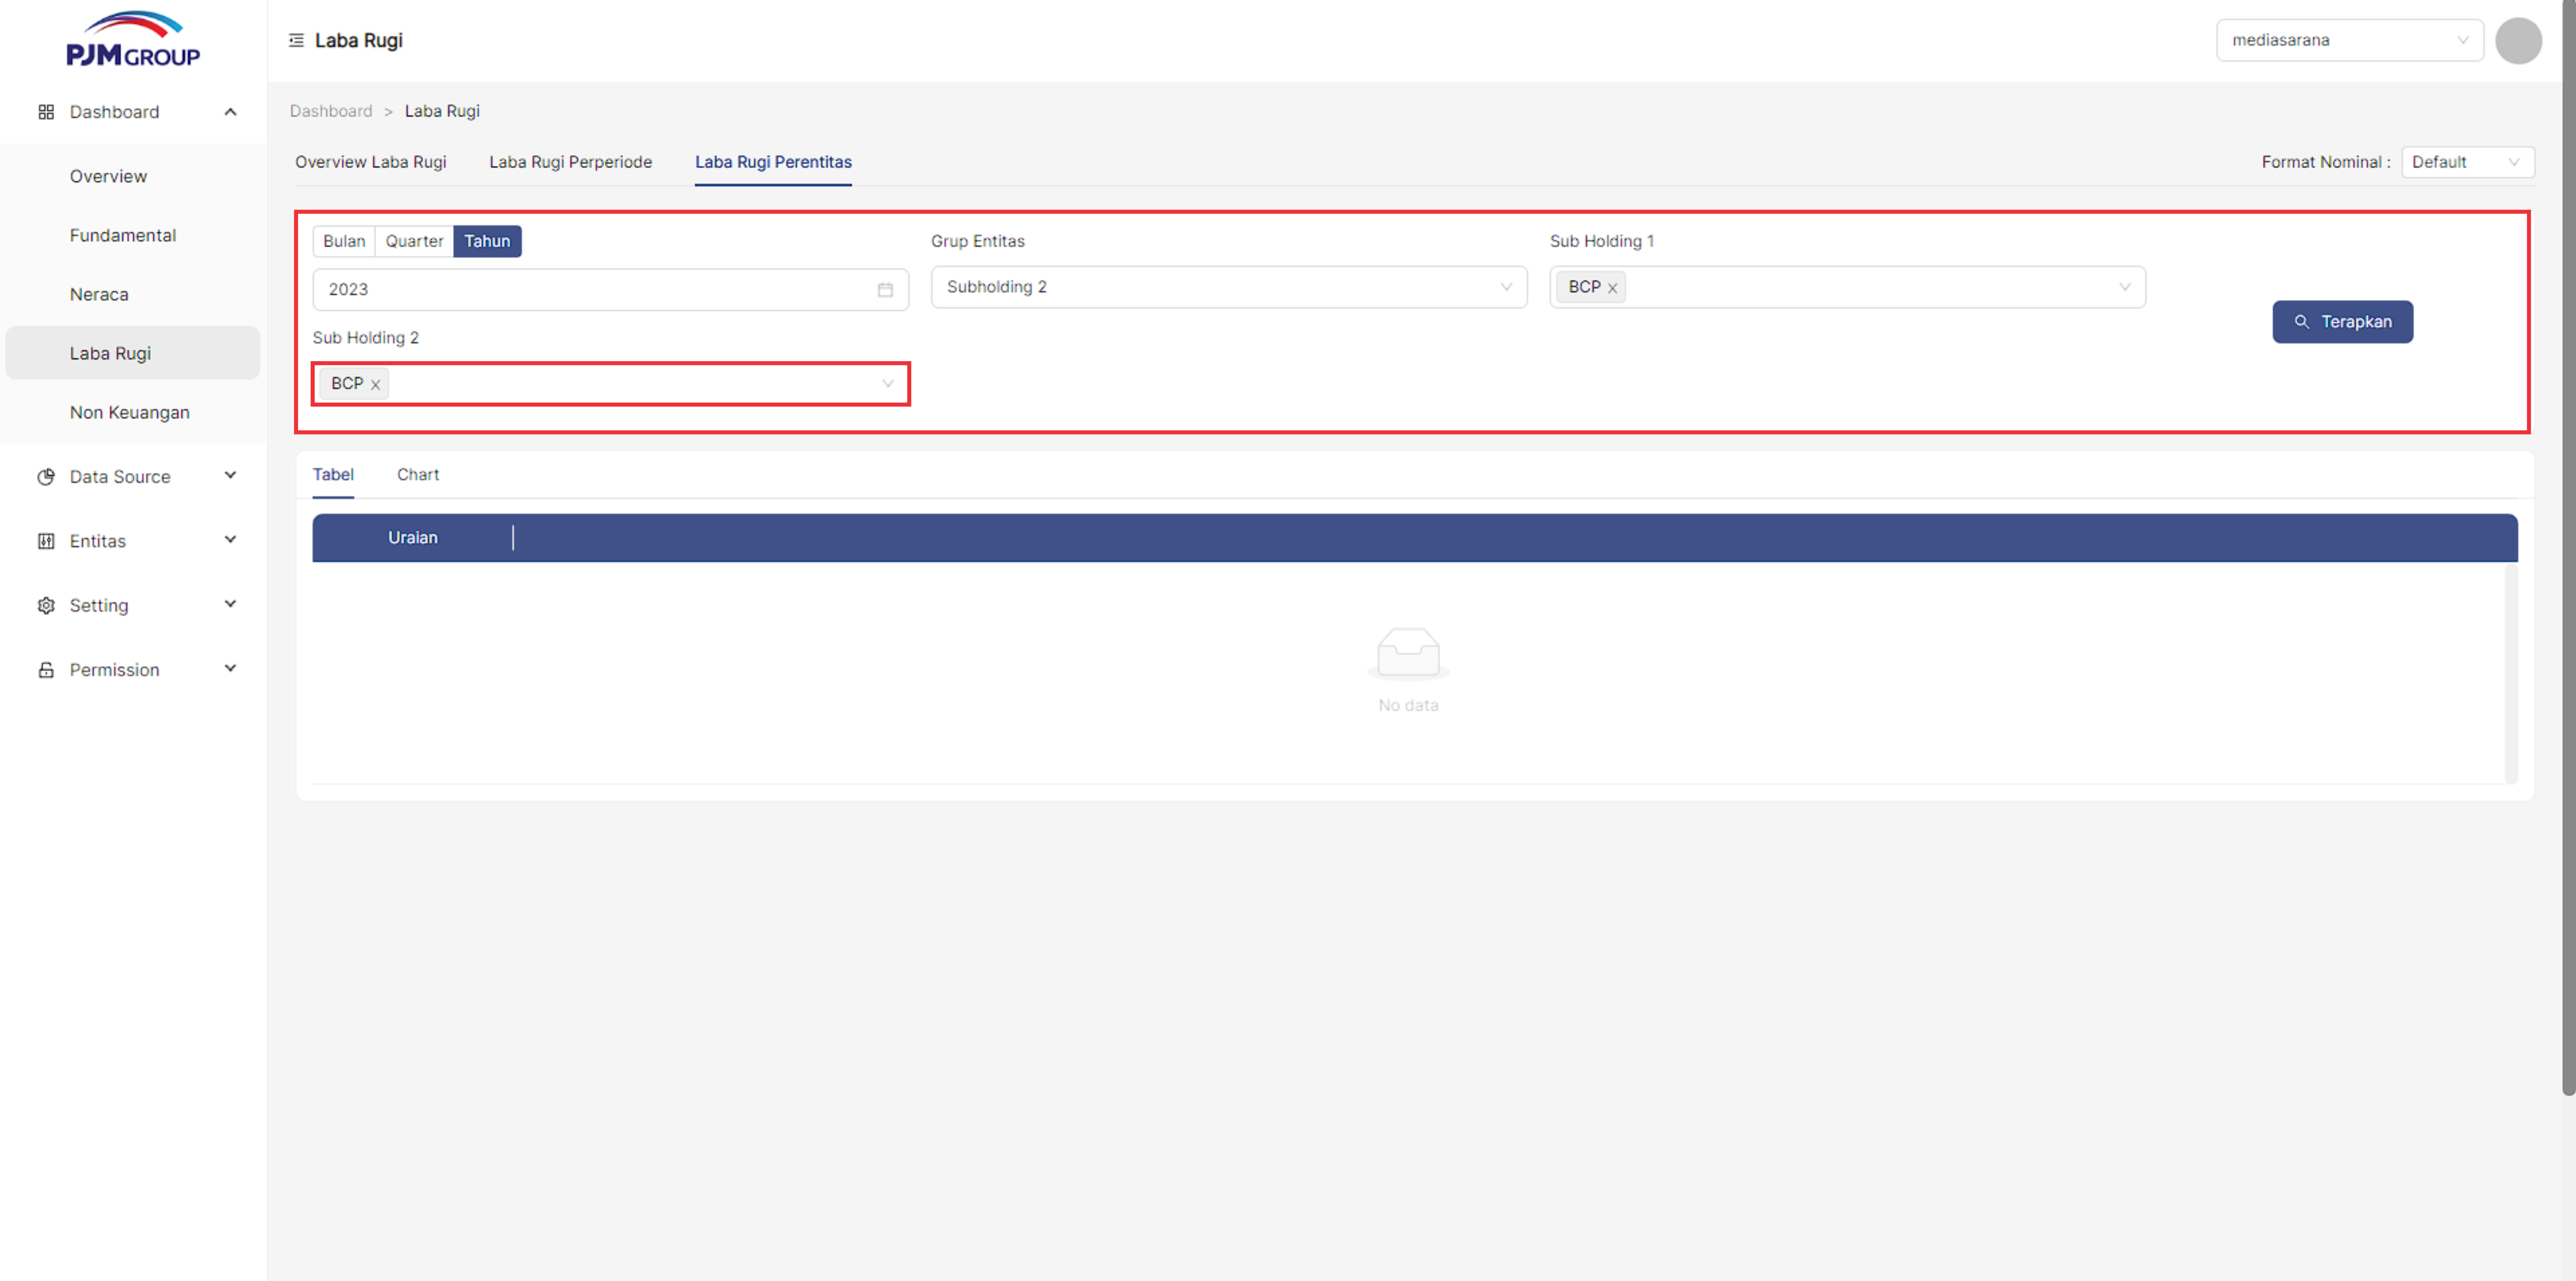 PJM GROUP
Laba Rugi
mediasarana
Dashboard
Overview
Fundamental
Neraca
Laba Rugi
Non Keuangan
Data Source
Entitas
Setting
Permission
Dashboard > Laba Rugi
Overview Laba Rugi Laba Rugi Perperiode Laba Rugi Perentitas
Format Nominal : Default
Bulan Quarter Tahun
2023
Grup Entitas
Subholding 2
Sub Holding 1
BCP
Terapkan
Sub Holding 2
BCP
Tabel Chart
Uraian
No data